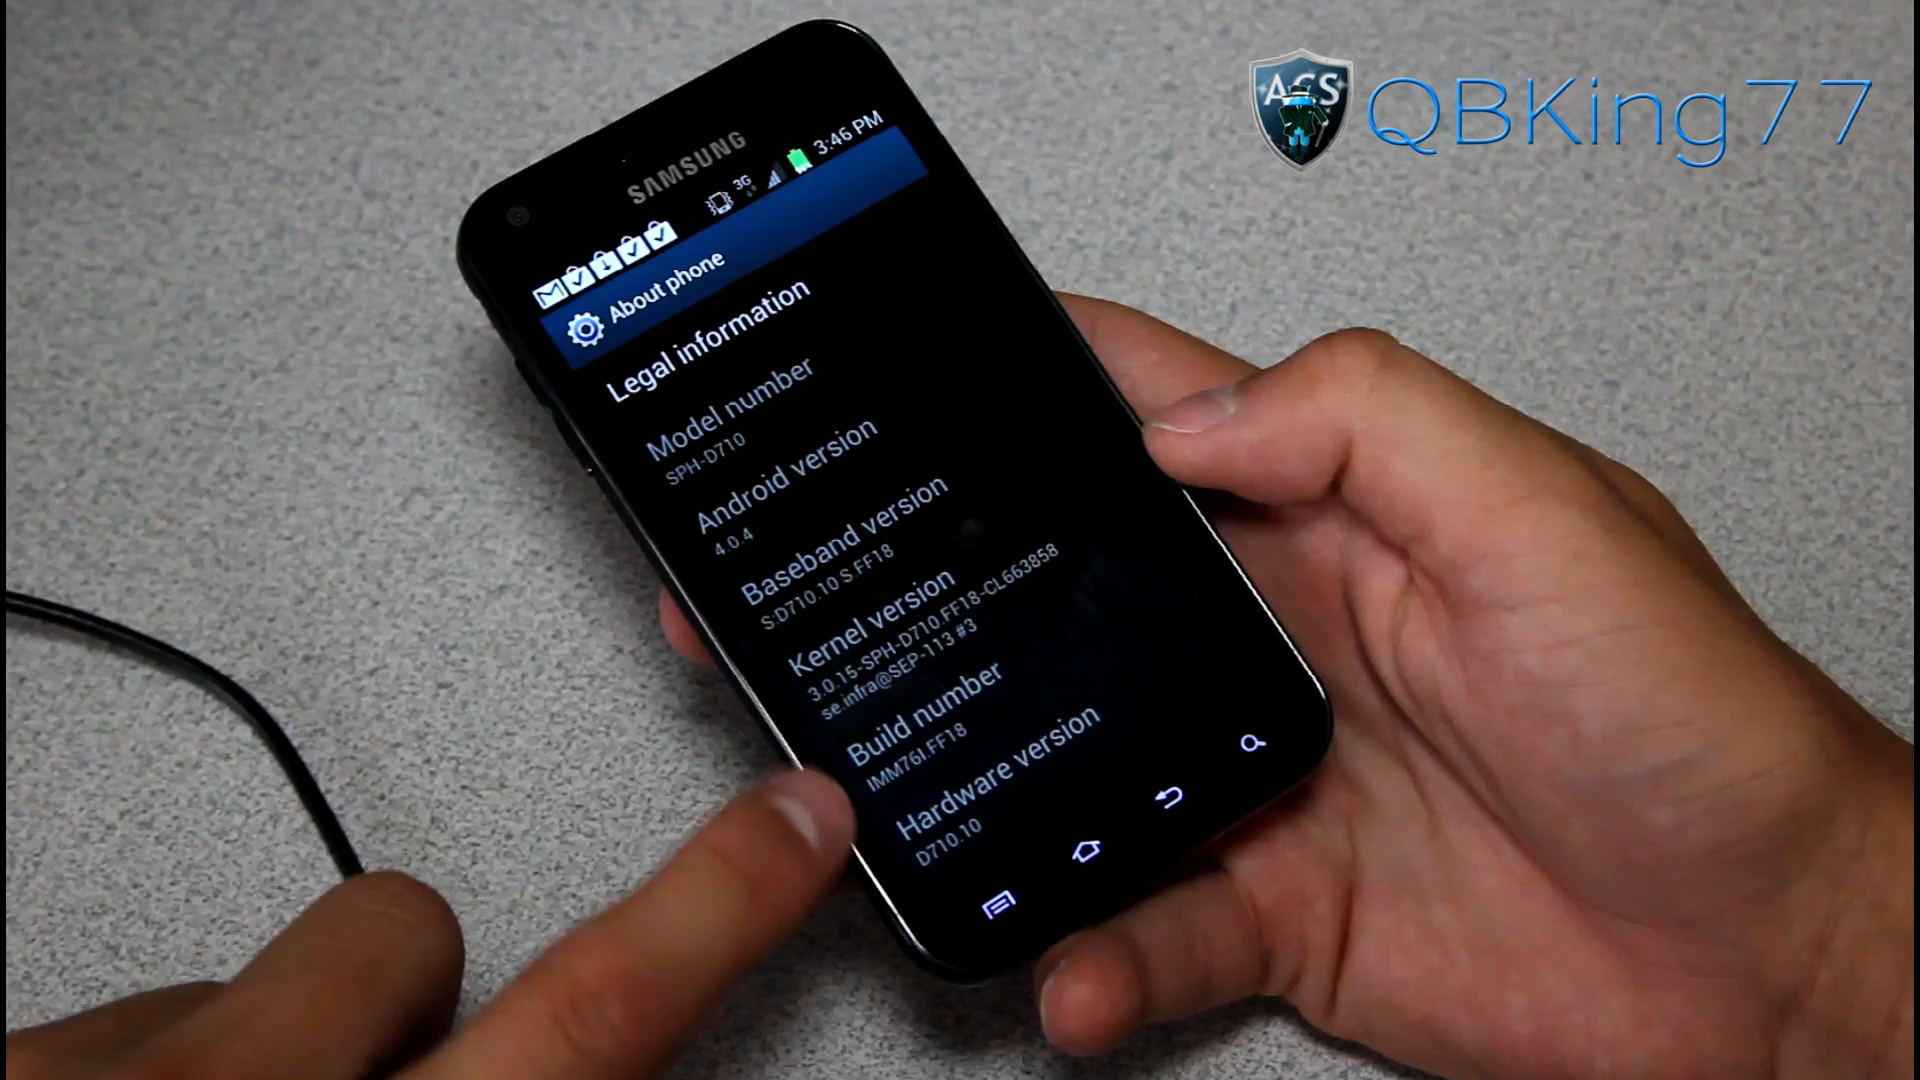 ACS
QBKing77
SAMSUNG
3G
3:46 PM
About phone
Legal information
Model number
SPH-D710
Android version
4.0.4
Baseband version
S:D710.10 S.FF18
Kernel version
3.0.15-SPH-D710.FF18-CL663858
se.infra@SEP-113 #3
Build number
IMM76I.FF18
Hardware version
D710.10